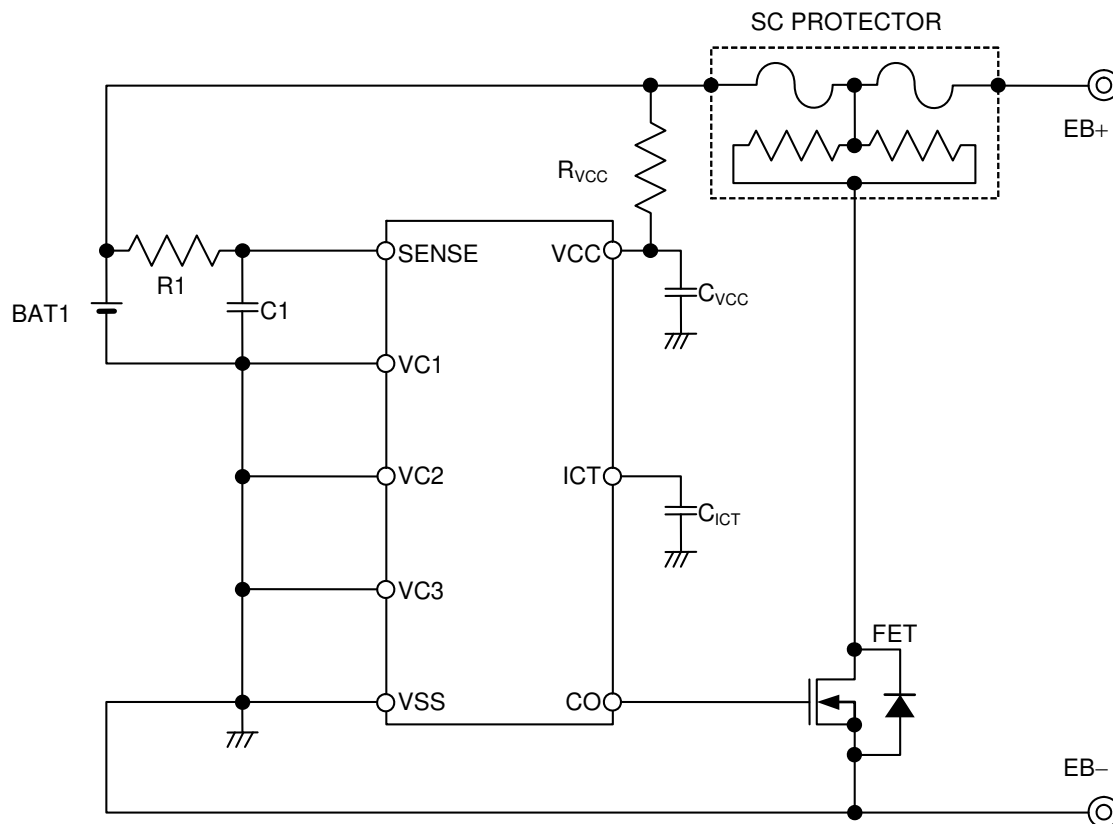 SC PROTECTOR
EB+
RVCC
SENSE
VCC
R1
BAT1
C1
CVCC
VC1
VC2
ICT
CICT
VC3
FET
VSS
CO
EB−